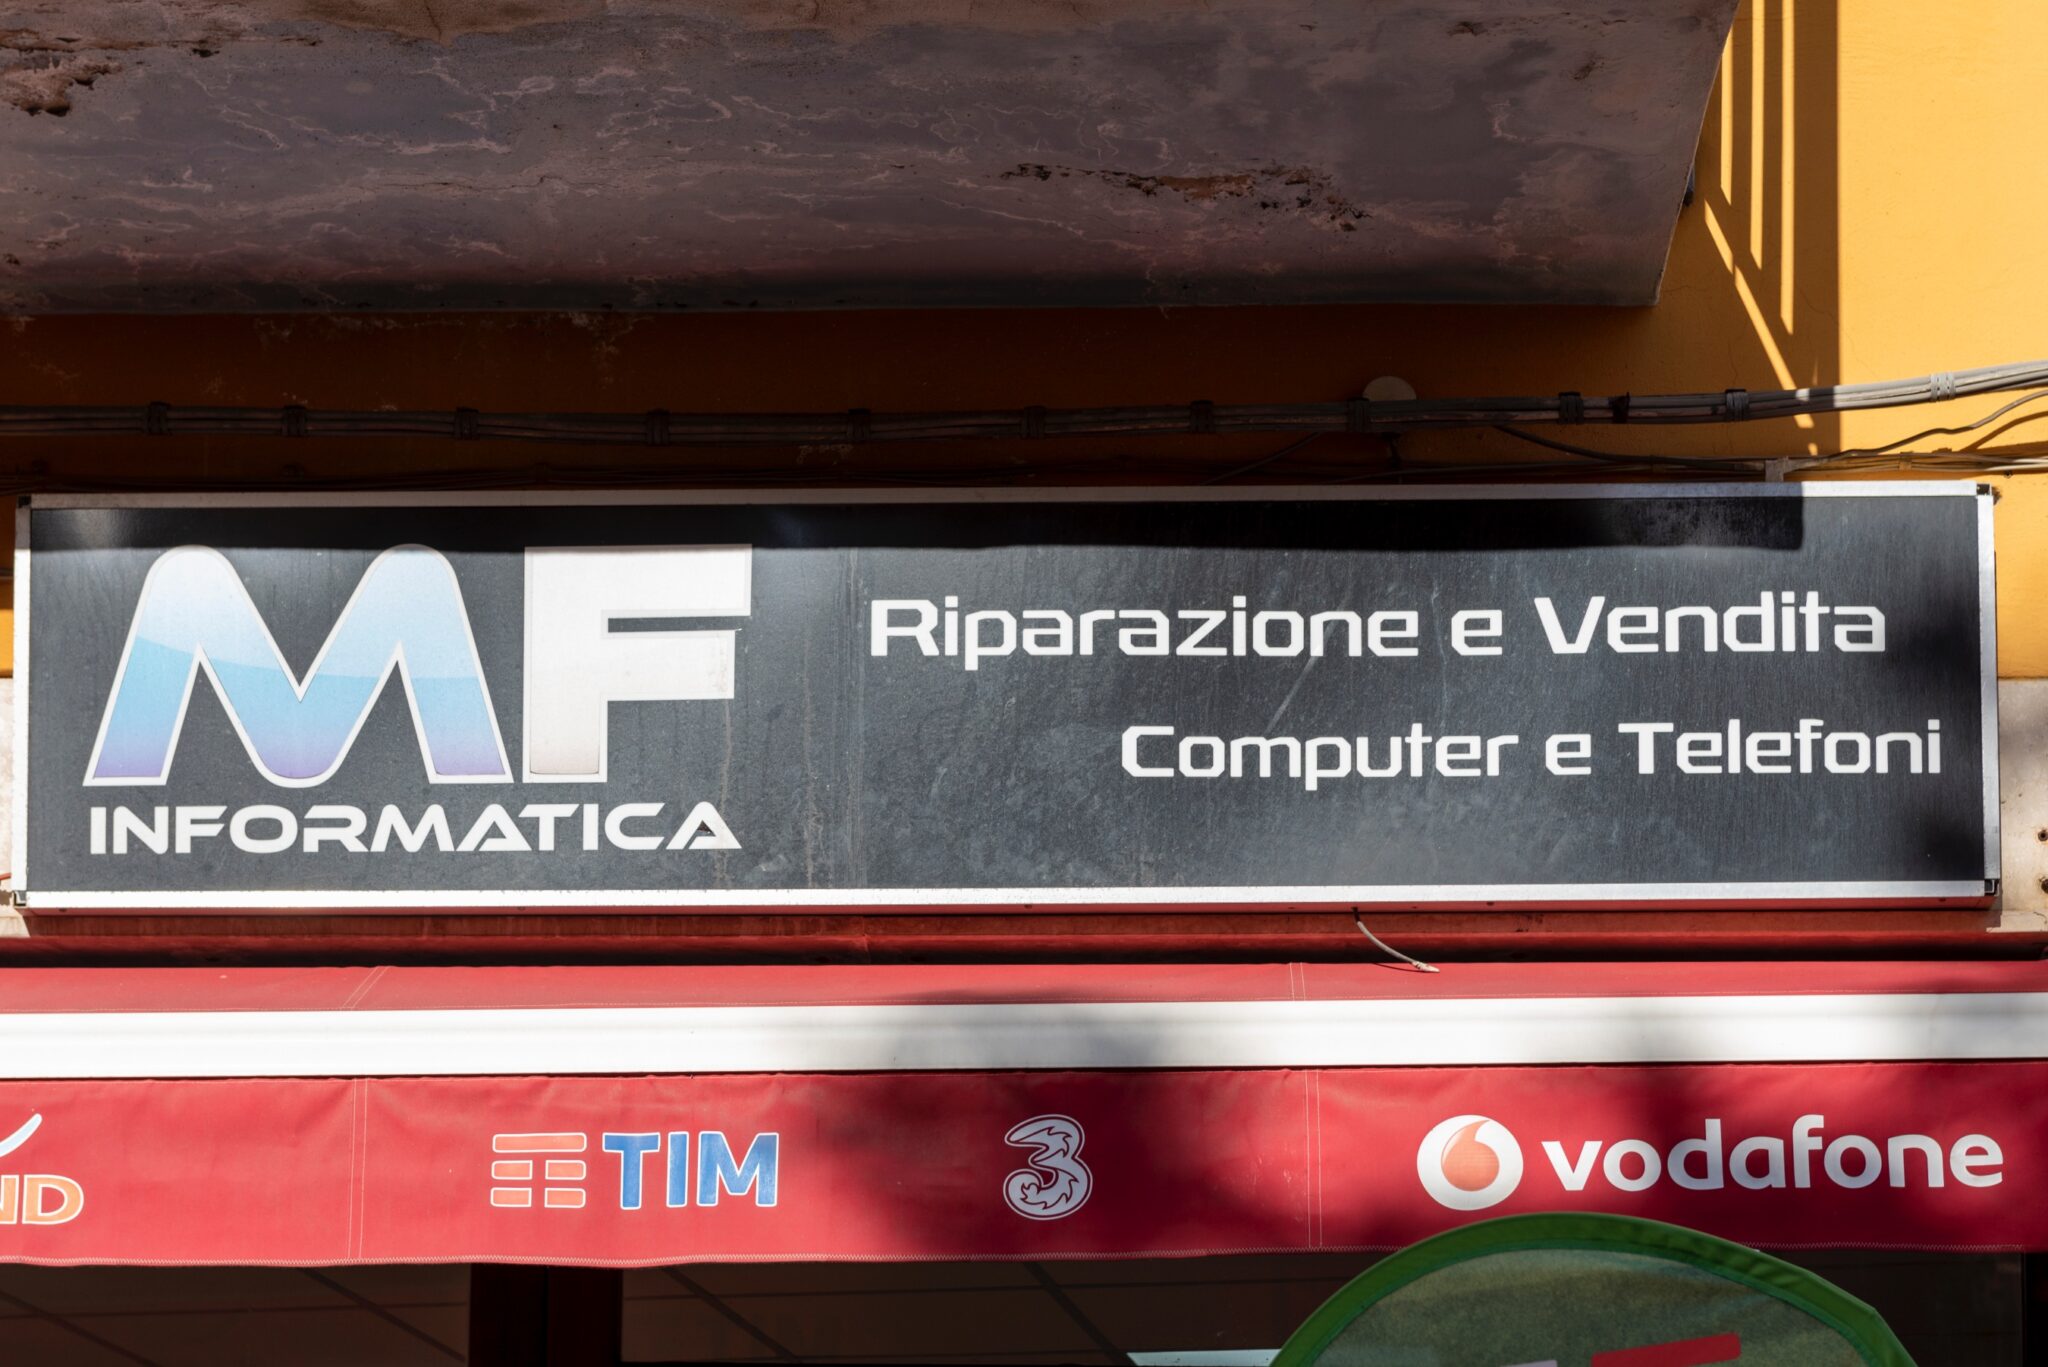 MF
INFORMATICA
Riparazione e Vendita
Computer e Telefoni
TIM
3
vodafone